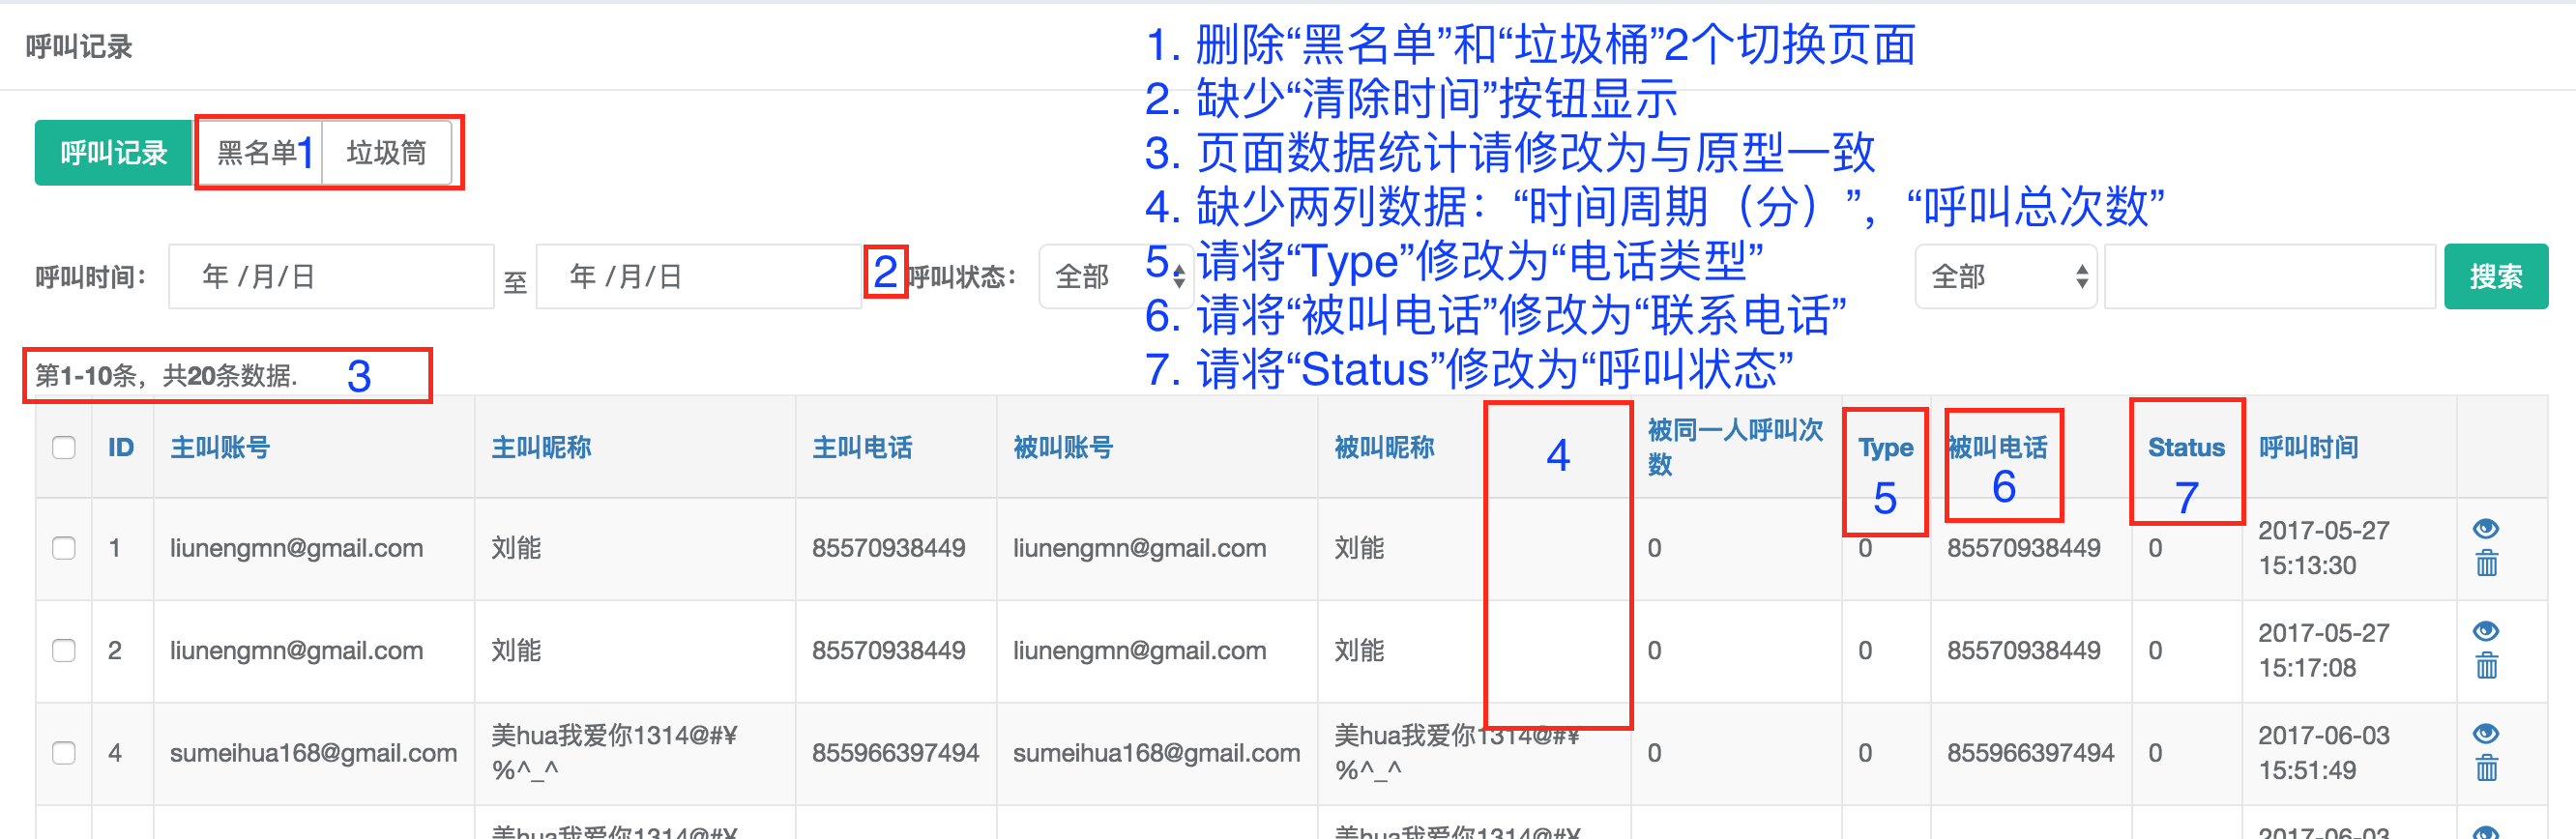 呼叫记录
1. 删除“黑名单”和“垃圾桶”2个切换页面
2. 缺少“清除时间”按钮显示
3. 页面数据统计请修改为与原型一致
4. 缺少两列数据：“时间周期（分）”，“呼叫总次数”
5. 请将“Type”修改为“电话类型”
6. 请将“被叫电话”修改为“联系电话”
7. 请将“Status”修改为“呼叫状态”
呼叫记录 黑名单 1 垃圾筒
呼叫时间： 年 /月/日 至 年 /月/日 2 呼叫状态： 全部 全部 搜索
第1-10条，共20条数据. 3
ID 主叫账号 主叫昵称 主叫电话 被叫账号 被叫昵称 4 被同一人呼叫次数 Type 5 被叫电话 6 Status 7 呼叫时间
1 liunengmn@gmail.com 刘能 85570938449 liunengmn@gmail.com 刘能 0 0 85570938449 0 2017-05-27 15:13:30
2 liunengmn@gmail.com 刘能 85570938449 liunengmn@gmail.com 刘能 0 0 85570938449 0 2017-05-27 15:17:08
4 sumeihua168@gmail.com 美hua我爱你1314@#¥%^_^ 855966397494 sumeihua168@gmail.com 美hua我爱你1314@#¥%^_^ 0 0 855966397494 0 2017-06-03 15:51:49
美hua我爱你1314@#¥ 美hua我爱你1314@#¥ 2017-06-03